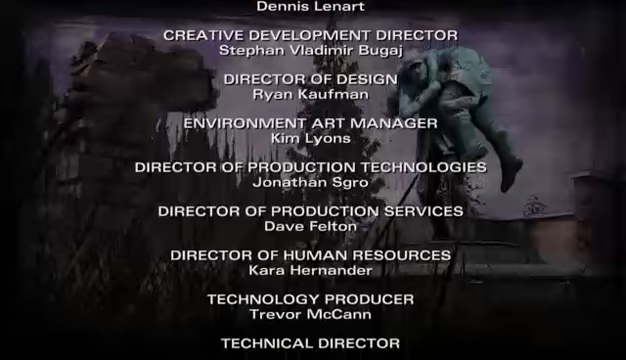 Dennis Lenart
CREATIVE DEVELOPMENT DIRECTOR
Stephan Vladimir Bugaj
DIRECTOR OF DESIGN
Ryan Kaufman
ENVIRONMENT ART MANAGER
Kim Lyons
DIRECTOR OF PRODUCTION TECHNOLOGIES
Jonathan Sgro
DIRECTOR OF PRODUCTION SERVICES
Dave Felton
DIRECTOR OF HUMAN RESOURCES
Kara Hernander
TECHNOLOGY PRODUCER
Trevor McCann
TECHNICAL DIRECTOR